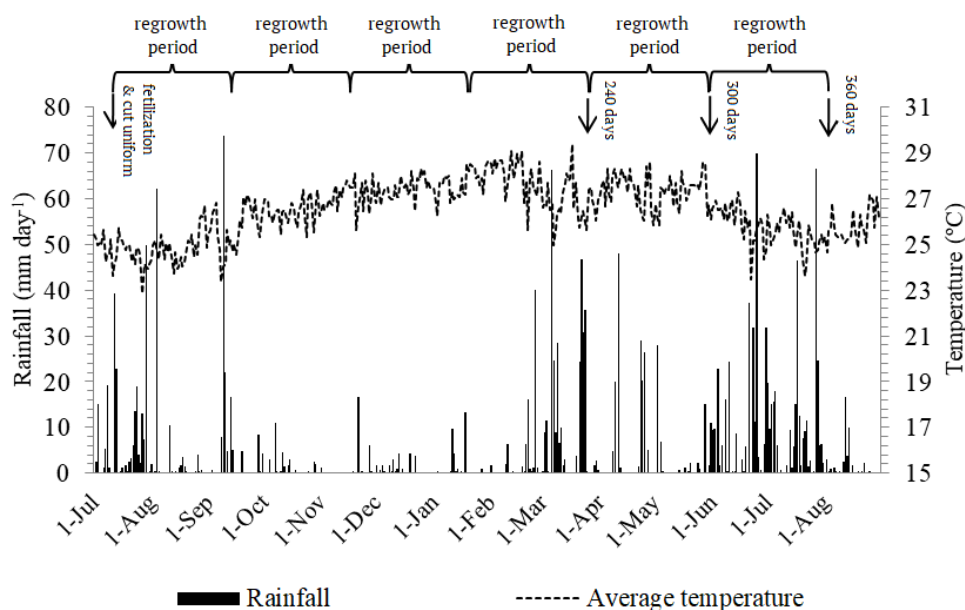 regrowth period
regrowth period
regrowth period
regrowth period
regrowth period
regrowth period
fetilization
& cut uniform
240 days
300 days
360 days
Rainfall (mm day-1)
80
70
60
50
40
30
20
10
0
31
29
27
25
23
21
19
17
15
Temperature (°C)
1-Jul
1-Aug
1-Sep
1-Oct
1-Nov
1-Dec
1-Jan
1-Feb
1-Mar
1-Apr
1-May
1-Jun
1-Jul
1-Aug
Rainfall
Average temperature